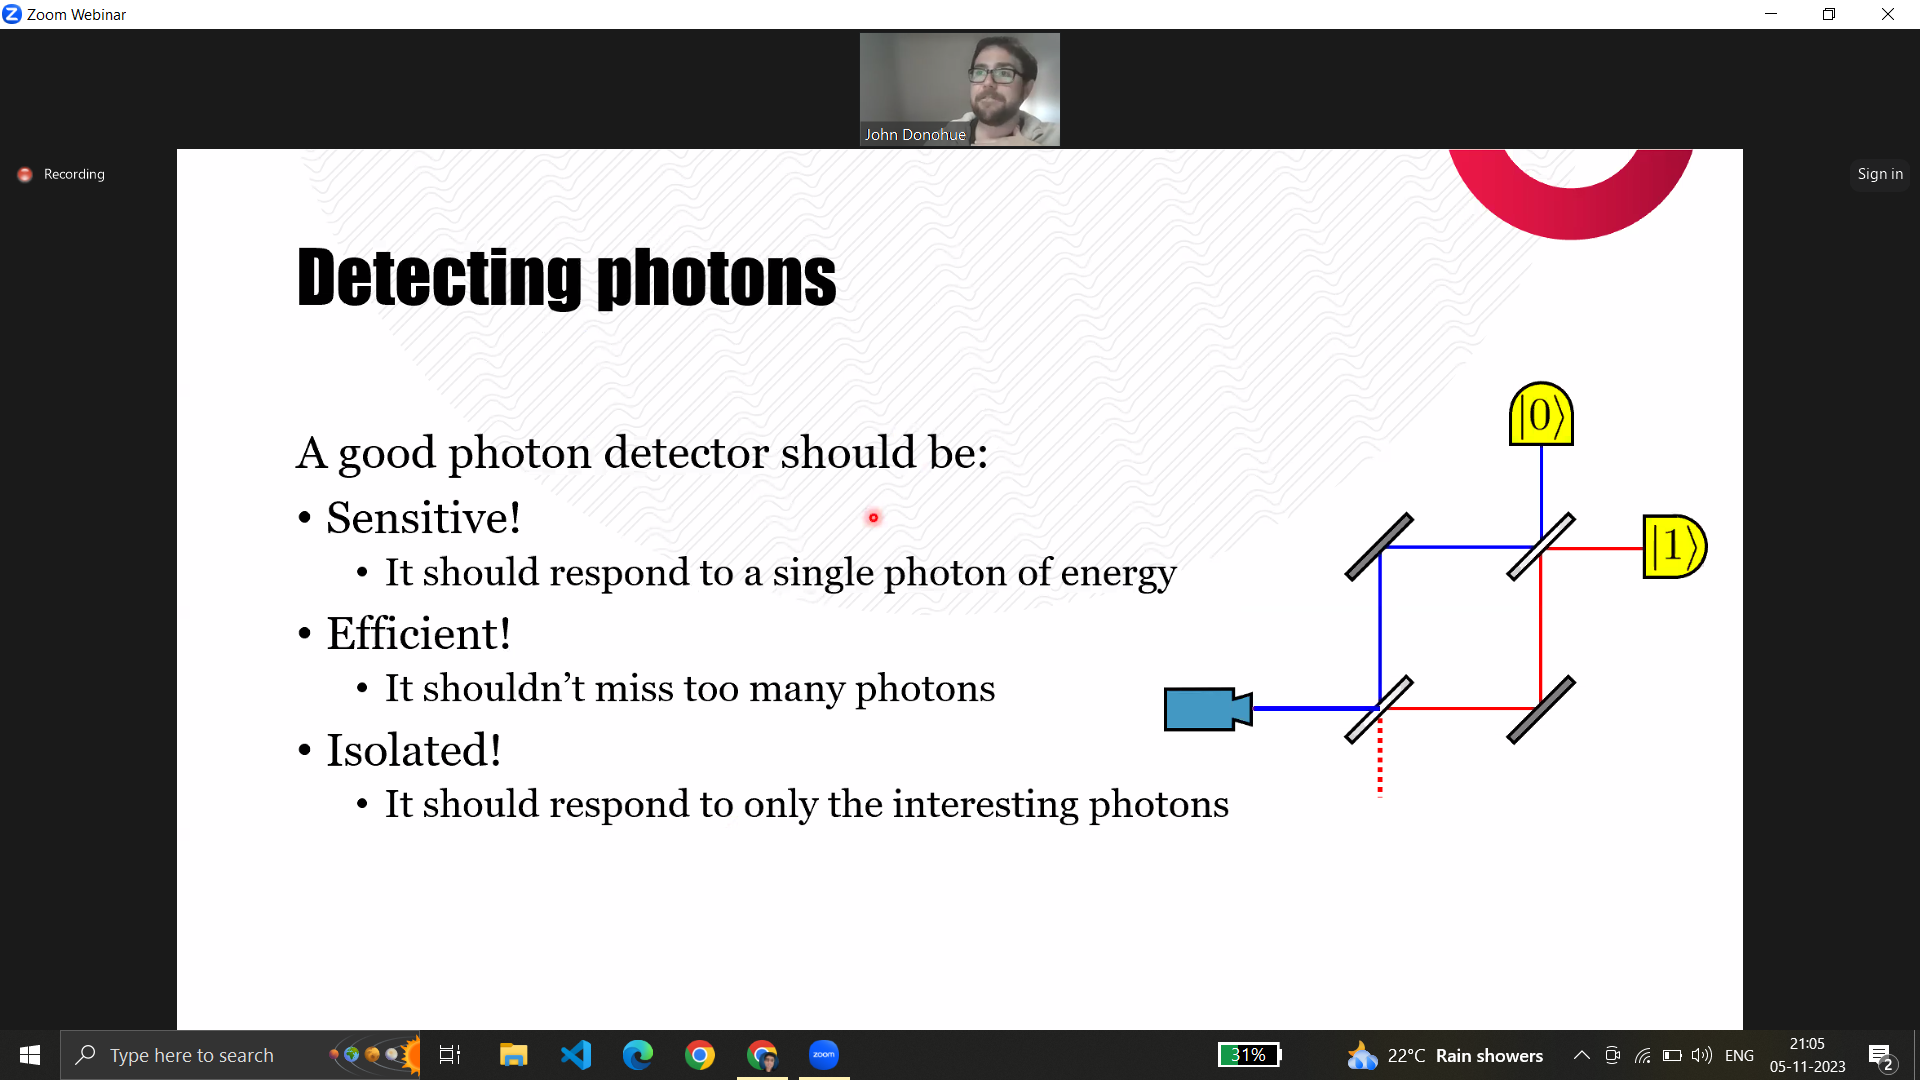 Zoom Webinar
John Donohue
Recording
Sign in
Detecting photons
A good photon detector should be:
• Sensitive!
• It should respond to a single photon of energy
• Efficient!
• It shouldn’t miss too many photons
• Isolated!
• It should respond to only the interesting photons
|0⟩
|1⟩
Type here to search
zoom
31%
22°C Rain showers
ENG
21:05
05-11-2023
2